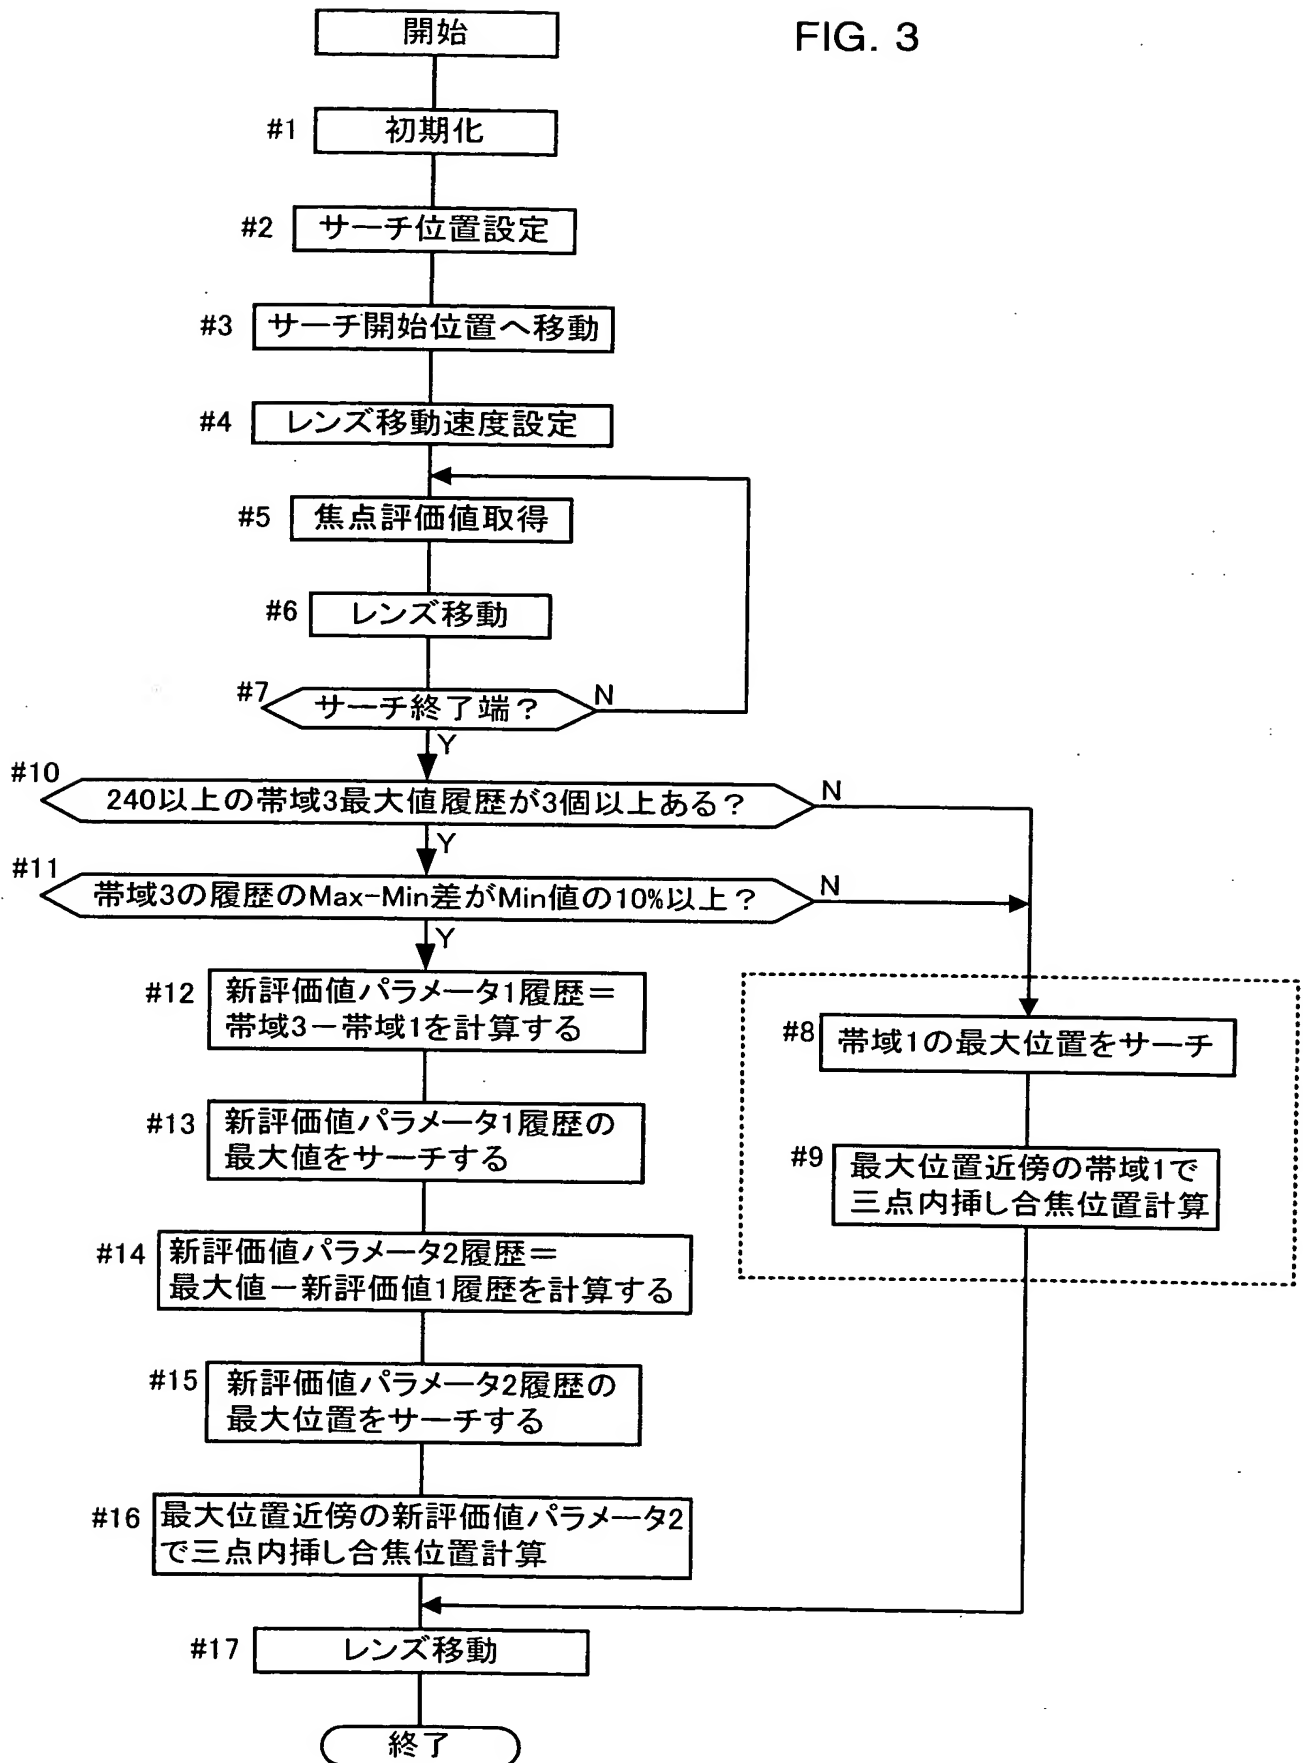 FIG. 3
開始
#1
初期化
#2
サーチ位置設定
#3
サーチ開始位置へ移動
#4
レンズ移動速度設定
#5
焦点評価値取得
#6
レンズ移動
#7
サーチ終了端？
N
Y
#10
240以上の帯域3最大値履歴が3個以上ある？
N
Y
#11
帯域3の履歴のMax-Min差がMin値の10%以上？
N
Y
#12
新評価値パラメータ1履歴＝
帯域3－帯域1を計算する
#13
新評価値パラメータ1履歴の
最大値をサーチする
#14
新評価値パラメータ2履歴＝
最大値－新評価値1履歴を計算する
#15
新評価値パラメータ2履歴の
最大位置をサーチする
#16
最大位置近傍の新評価値パラメータ2
で三点内挿し合焦位置計算
#8
帯域1の最大位置をサーチ
#9
最大位置近傍の帯域1で
三点内挿し合焦位置計算
#17
レンズ移動
終了